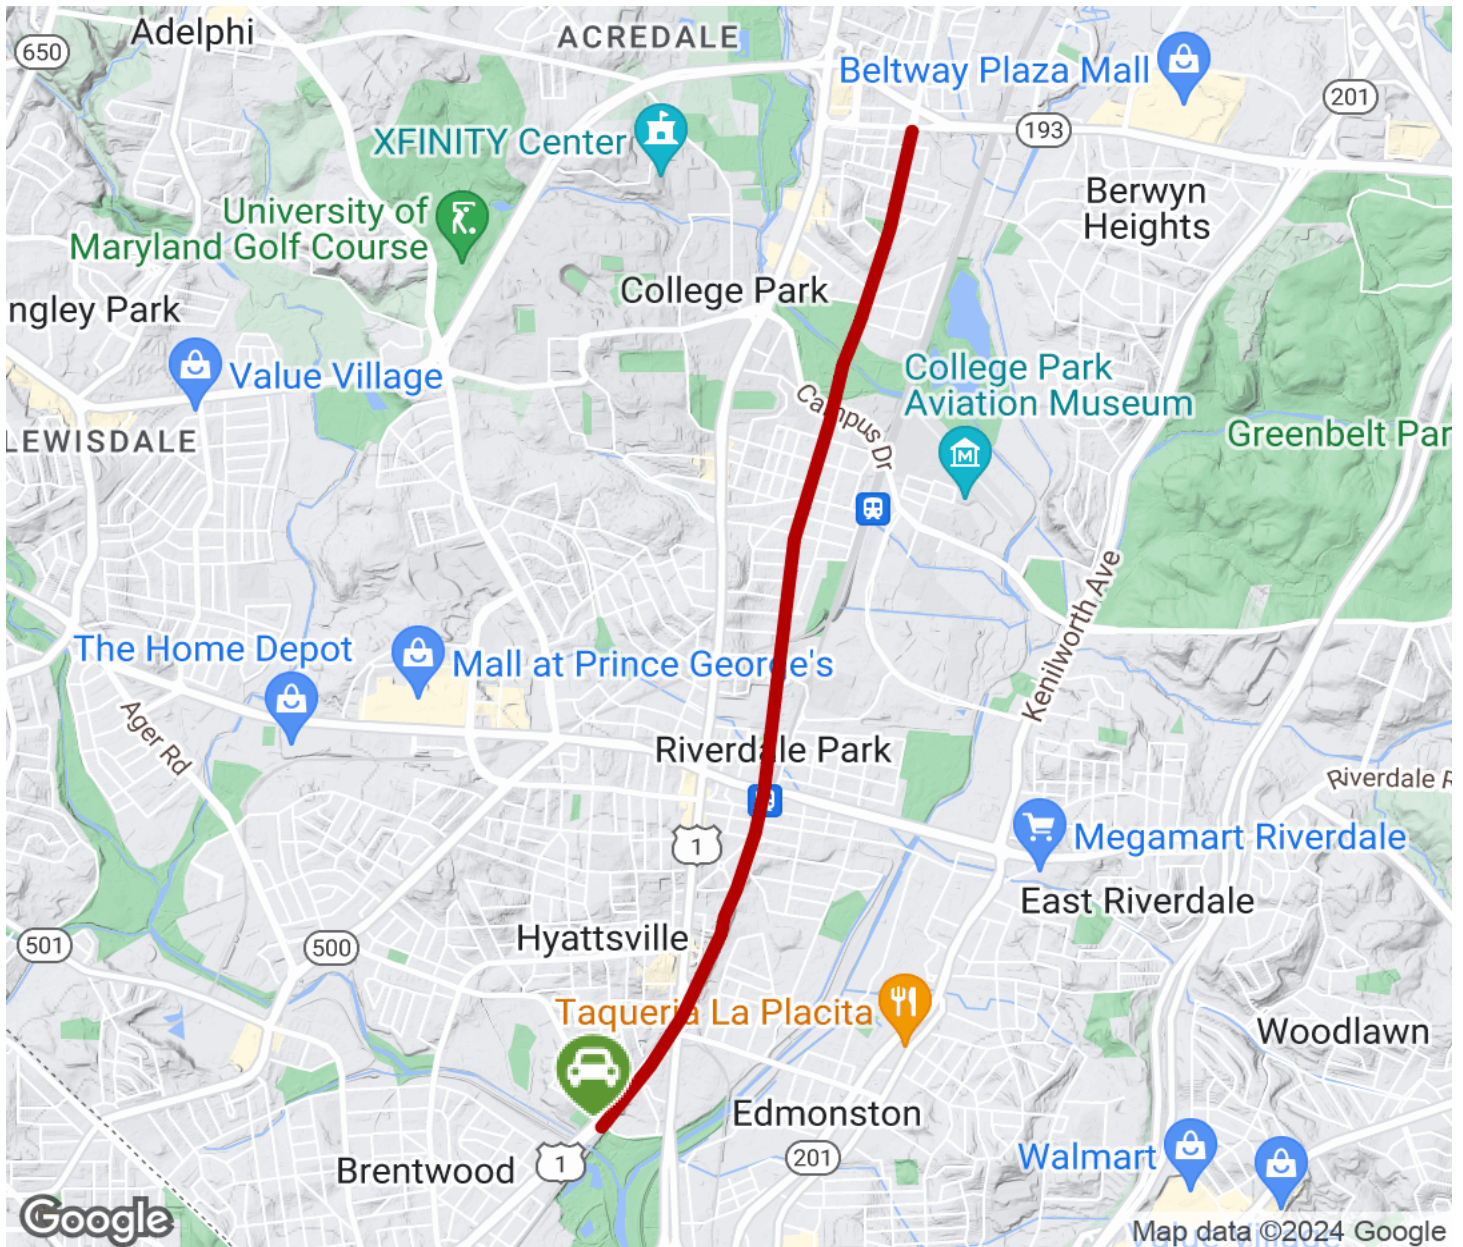 Adelphi
ACREDALE
650
Beltway Plaza Mall
201
XFINITY Center
193
Berwyn
Heights
University of
Maryland Golf Course
College Park
ngley Park
Value Village
College Park
Aviation Museum
Campus Dr
LEWISDALE
Greenbelt Par
Kenilworth Ave
The Home Depot
Mall at Prince George's
Ager Rd
Riverdale Park
Riverdale R
1
Megamart Riverdale
East Riverdale
Hyattsville
501
500
Taqueria La Placita
Woodlawn
Edmonston
Brentwood
1
201
Walmart
Google
Value Village
Map data ©2024 Google